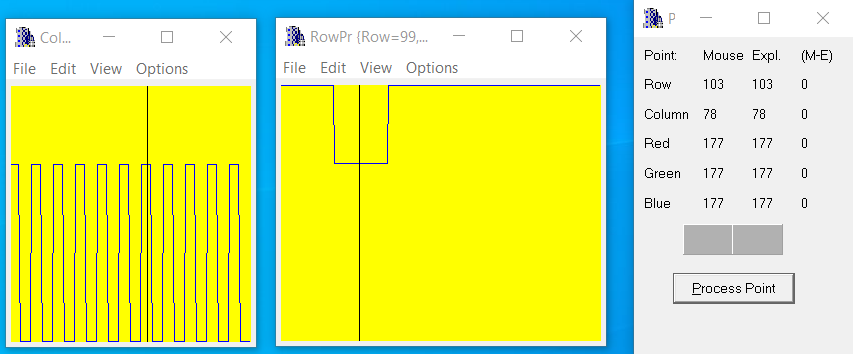 Col...
File Edit View Options
RowPr {Row=99,...
File Edit View Options
P
Point: Mouse Expl. (M-E)
Row 103 103 0
Column 78 78 0
Red 177 177 0
Green 177 177 0
Blue 177 177 0
Process Point